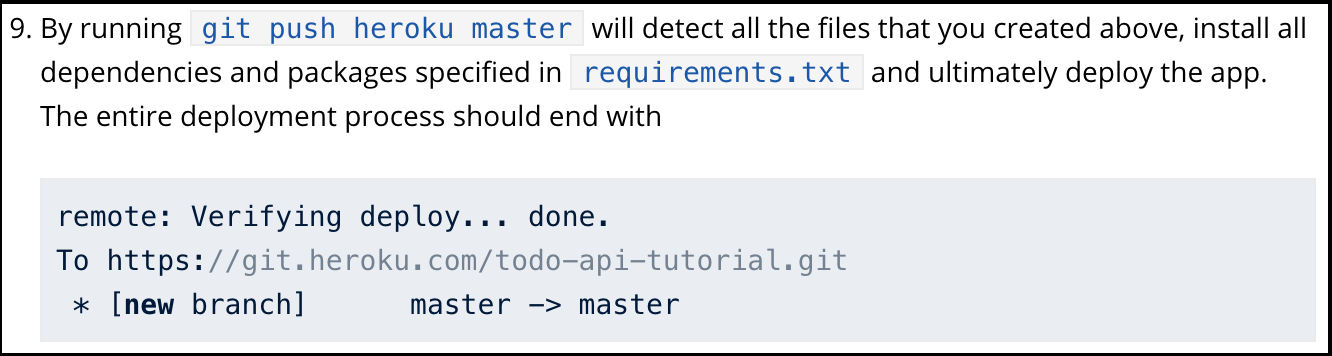 9. By running git push heroku master will detect all the files that you created above, install all
dependencies and packages specified in requirements.txt and ultimately deploy the app.
The entire deployment process should end with
remote: Verifying deploy... done.
To https://git.heroku.com/todo-api-tutorial.git
 * [new branch]      master -> master